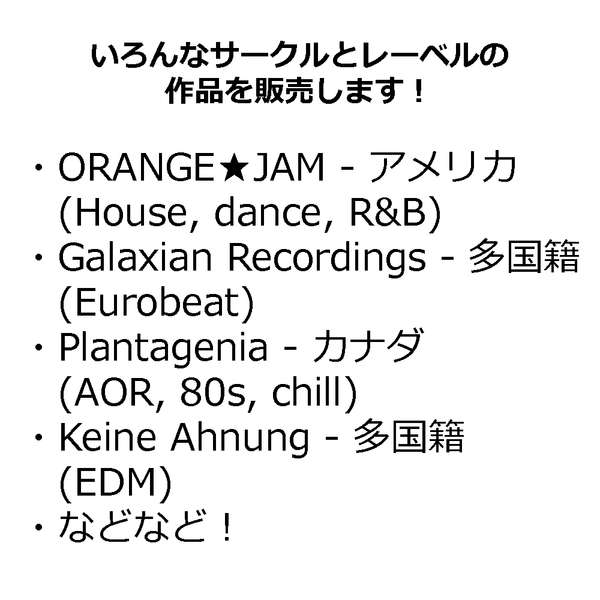 いろんなサークルとレーベルの
作品を販売します！
・ORANGE★JAM - アメリカ
(House, dance, R&B)
・Galaxian Recordings - 多国籍
(Eurobeat)
・Plantagenia - カナダ
(AOR, 80s, chill)
・Keine Ahnung - 多国籍
(EDM)
・などなど！